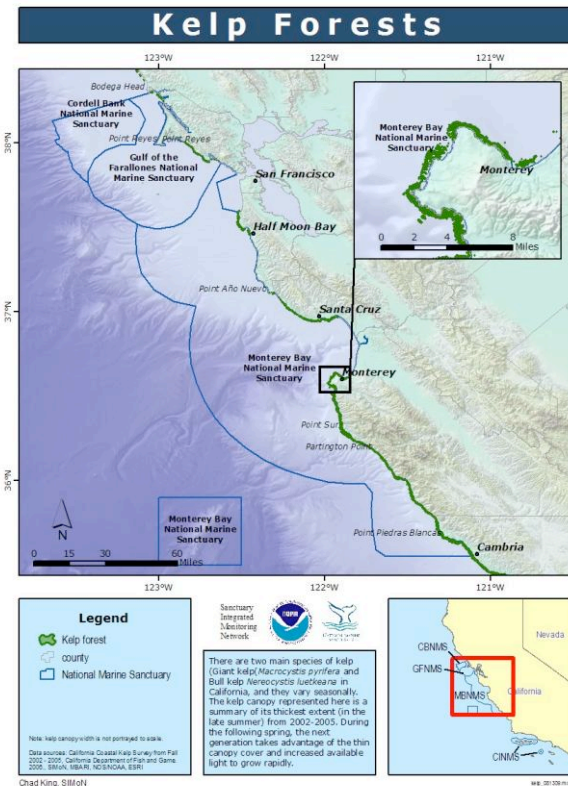 Kelp Forests
123°W
122°W
121°W
Bodega Head
Cordell Bank
National Marine
Sanctuary
Point Reyes
Point Reyes
38°N
Gulf of the
Farallones National
Marine Sanctuary
San Francisco
Half Moon Bay
Monterey Bay
National Marine
Sanctuary
Monterey
0 2 4 8
Miles
Point Año Nuevo
37°N
Santa Cruz
Monterey Bay
National Marine
Sanctuary
Monterey
Point Sur
Partington Point
36°N
N
Monterey Bay
National Marine
Sanctuary
Point Piedras Blancas
Cambria
0 15 30 60
Miles
123°W
122°W
121°W
Legend
Kelp forest
county
National Marine Sanctuary
Note: kelp canopy width is not portrayed to scale.
Data sources: California Coastal Kelp Survey from Fall
2002 - 2005, California Department of Fish and Game
2006., SIMoN, MBARI, NOS/NOAA, ESRI
Sanctuary
Integrated
Monitoring
Network
NOAA
There are two main species of kelp
(Giant kelp(Macrocystis pyrifera and
Bull kelp Nereocystis luetkeana in
California, and they vary seasonally.
The kelp canopy represented here is a
summary of its thickest extent (in the
late summer) from 2002-2005. During
the following spring, the next
generation takes advantage of the thin
canopy cover and increased available
light to grow rapidly.
Nevada
CBNMS
GFNMS
MBNMS
California
CINMS
Chad King, SIMoN